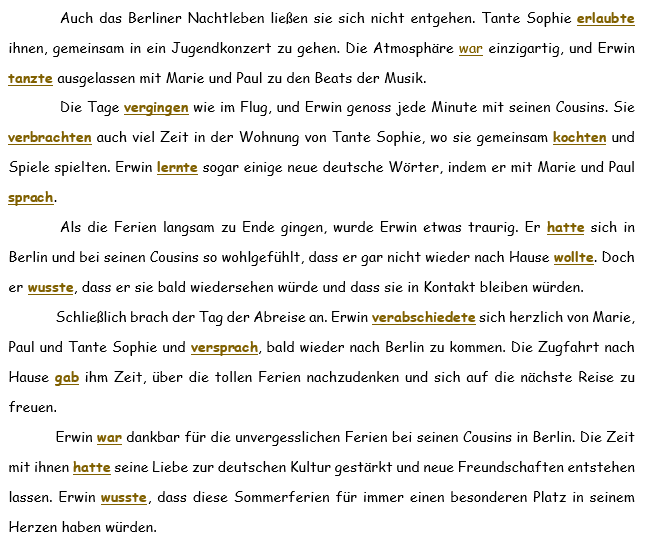 Auch das Berliner Nachtleben ließen sie sich nicht entgehen. Tante Sophie erlaubte
ihnen, gemeinsam in ein Jugendkonzert zu gehen. Die Atmosphäre war einzigartig, und Erwin
tanzte ausgelassen mit Marie und Paul zu den Beats der Musik.
Die Tage vergingen wie im Flug, und Erwin genoss jede Minute mit seinen Cousins. Sie
verbrachten auch viel Zeit in der Wohnung von Tante Sophie, wo sie gemeinsam kochten und
Spiele spielten. Erwin lernte sogar einige neue deutsche Wörter, indem er mit Marie und Paul
sprach.
Als die Ferien langsam zu Ende gingen, wurde Erwin etwas traurig. Er hatte sich in
Berlin und bei seinen Cousins so wohlgefühlt, dass er gar nicht wieder nach Hause wollte. Doch
er wusste, dass er sie bald wiedersehen würde und dass sie in Kontakt bleiben würden.
Schließlich brach der Tag der Abreise an. Erwin verabschiedete sich herzlich von Marie,
Paul und Tante Sophie und versprach, bald wieder nach Berlin zu kommen. Die Zugfahrt nach
Hause gab ihm Zeit, über die tollen Ferien nachzudenken und sich auf die nächste Reise zu
freuen.
Erwin war dankbar für die unvergesslichen Ferien bei seinen Cousins in Berlin. Die Zeit
mit ihnen hatte seine Liebe zur deutschen Kultur gestärkt und neue Freundschaften entstehen
lassen. Erwin wusste, dass diese Sommerferien für immer einen besonderen Platz in seinem
Herzen haben würden.